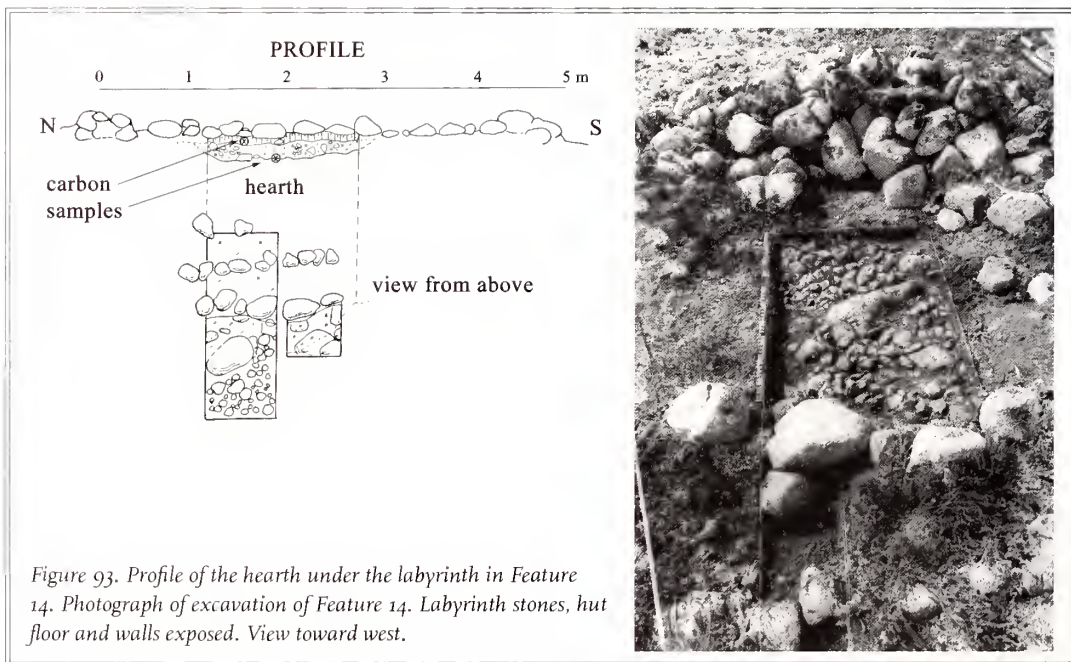 PROFILE
0 1 2 3 4 5 m
N S
carbon
samples
hearth
view from above
Figure 93. Profile of the hearth under the labyrinth in Feature
14. Photograph of excavation of Feature 14. Labyrinth stones, hut
floor and walls exposed. View toward west.